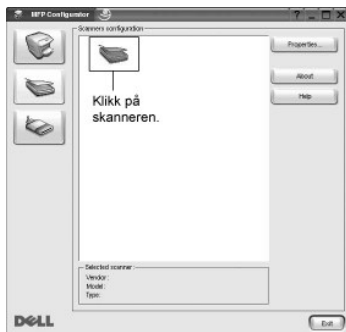 MFP Configurator
Scanners configuration
Properties...
About
Help
Klikk på
skanneren.
Selected scanner:
Vendor:
Model:
Type:
DELL
Exit